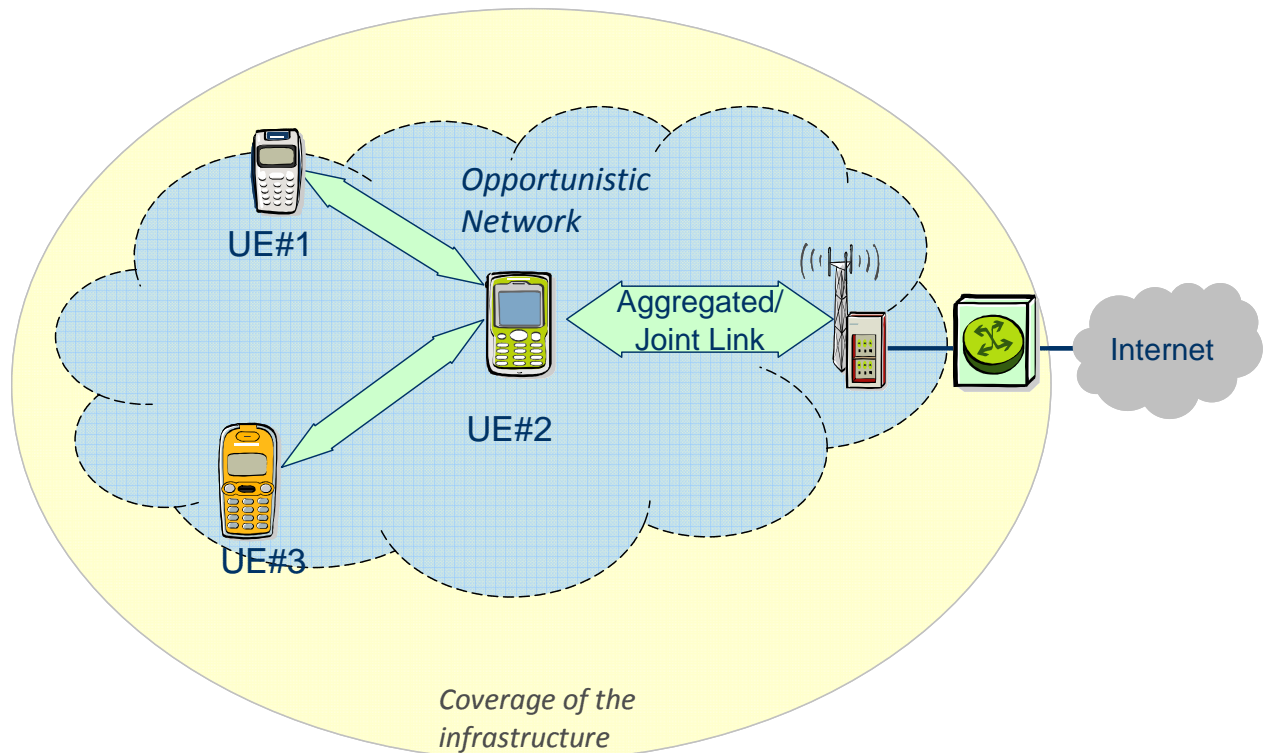 Opportunistic
Network
UE#1
Aggregated/
Joint Link
Internet
UE#2
UE#3
Coverage of the
infrastructure